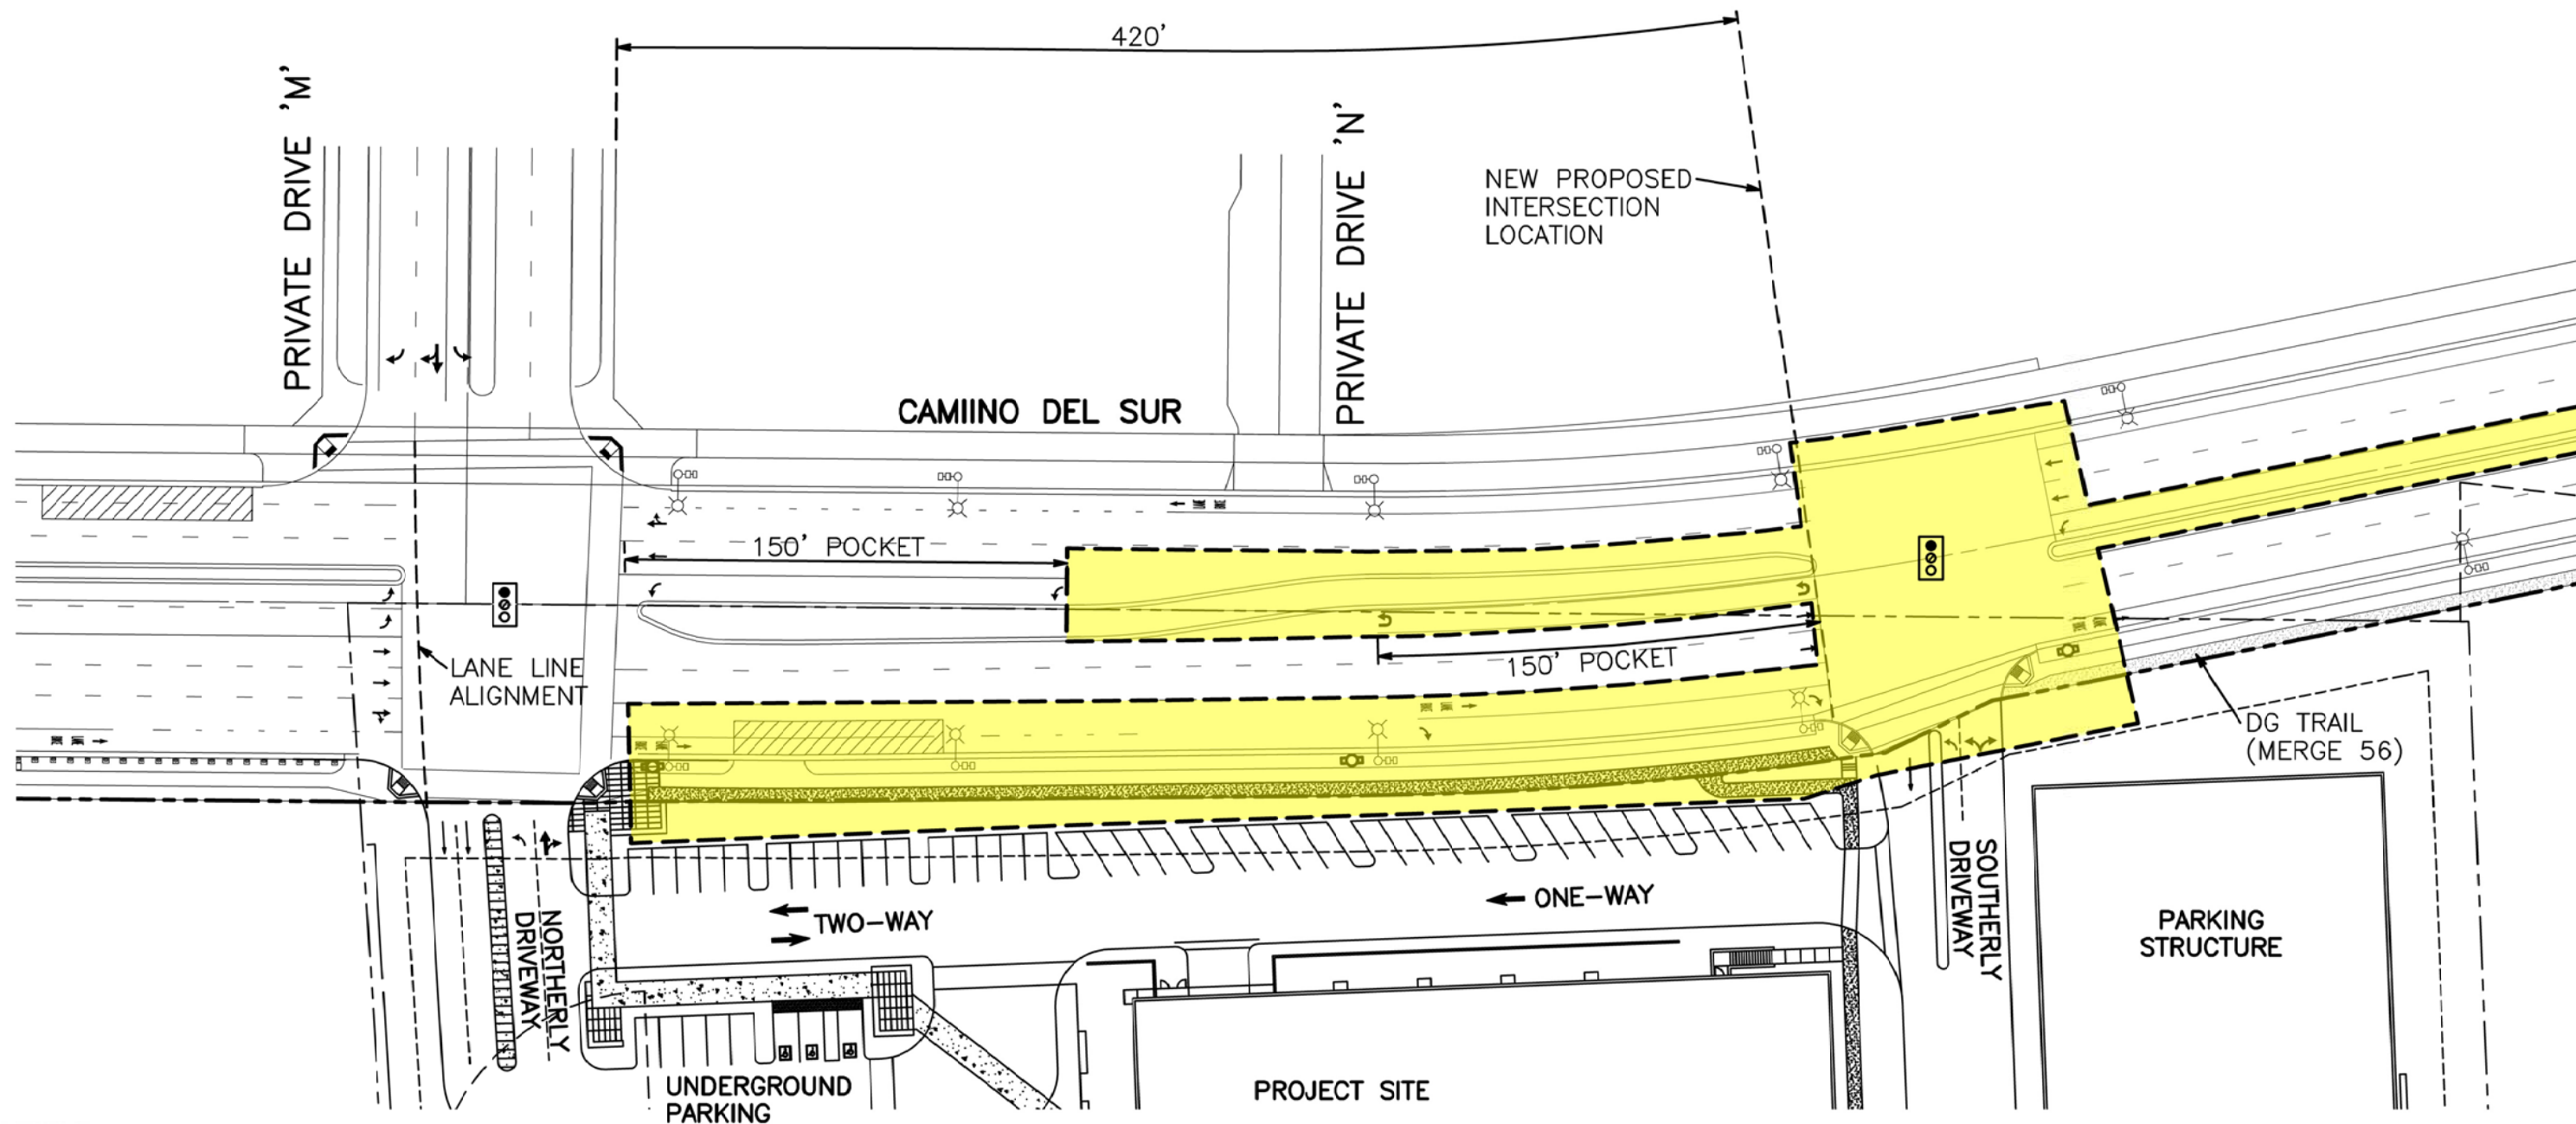 420'
PRIVATE DRIVE 'M'
PRIVATE DRIVE 'N'
NEW PROPOSED
INTERSECTION
LOCATION
CAMIINO DEL SUR
150' POCKET
LANE LINE
ALIGNMENT
150' POCKET
DG TRAIL
(MERGE 56)
NORTHERLY
DRIVEWAY
TWO-WAY
ONE-WAY
SOUTHERLY
DRIVEWAY
PARKING
STRUCTURE
UNDERGROUND
PARKING
PROJECT SITE